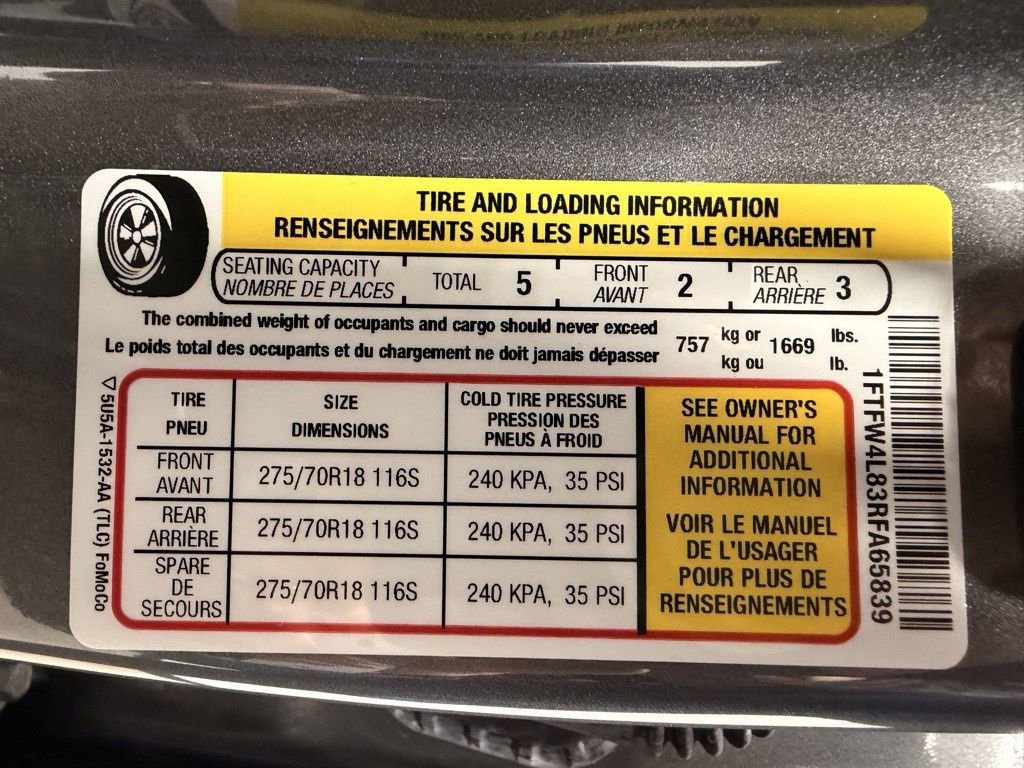 TIRE AND LOADING INFORMATION
RENSEIGNEMENTS SUR LES PNEUS ET LE CHARGEMENT
SEATING CAPACITY
NOMBRE DE PLACES
TOTAL 5
FRONT
AVANT 2
REAR
ARRIÈRE 3
The combined weight of occupants and cargo should never exceed
Le poids total des occupants et du chargement ne doit jamais dépasser
757 kg or 1669 lbs.
kg ou lb.
TIRE
PNEU
SIZE
DIMENSIONS
COLD TIRE PRESSURE
PRESSION DES
PNEUS À FROID
FRONT
AVANT
275/70R18 116S
240 KPA, 35 PSI
REAR
ARRIÈRE
275/70R18 116S
240 KPA, 35 PSI
SPARE
DE
SECOURS
275/70R18 116S
240 KPA, 35 PSI
SEE OWNER'S
MANUAL FOR
ADDITIONAL
INFORMATION
VOIR LE MANUEL
DE L'USAGER
POUR PLUS DE
RENSEIGNEMENTS
5U5A-1532-AA (TLC) FoMoCo
1FTFW4L83RFA65839